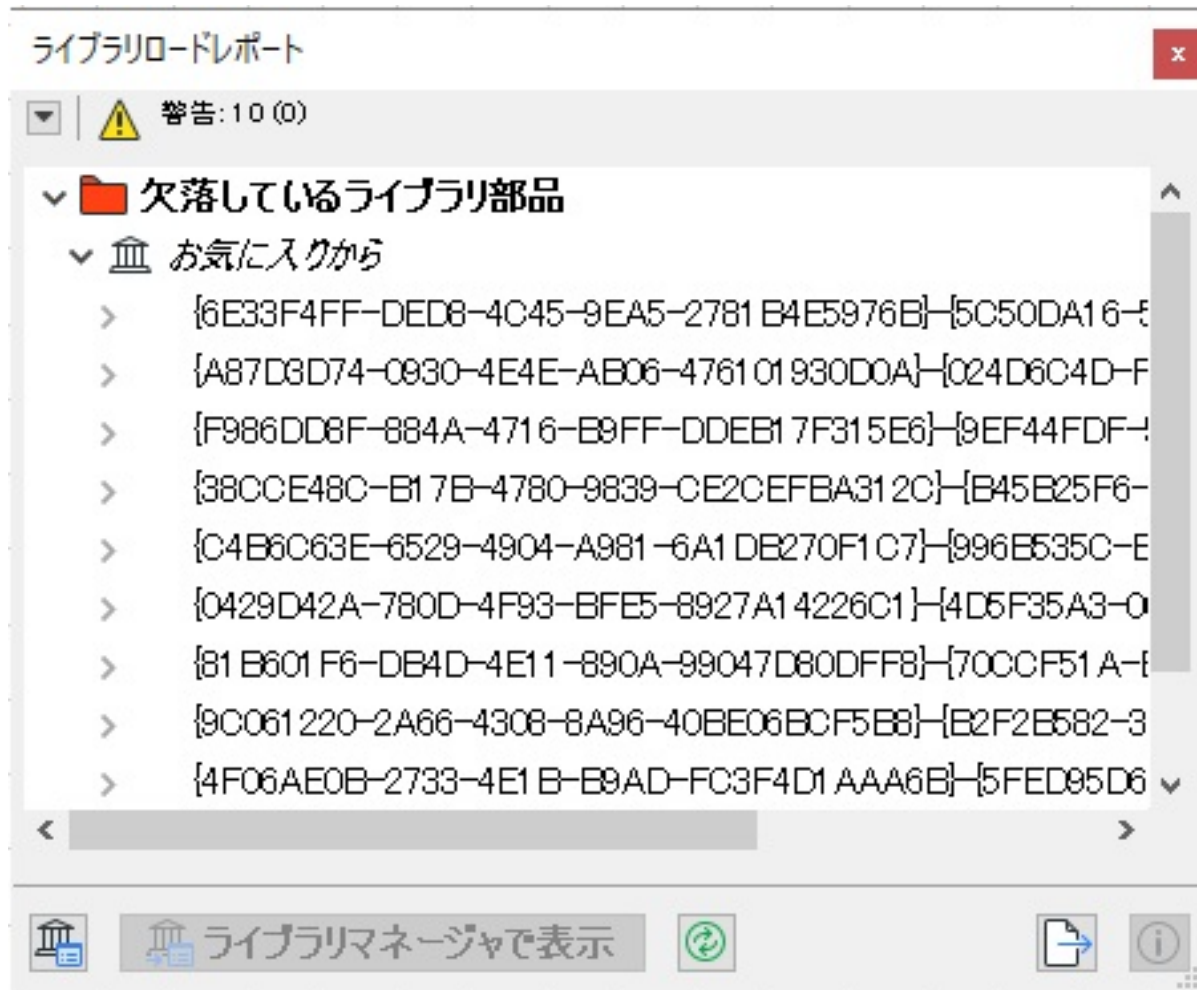 ライブラリロードレポート
警告:10 (0)
欠落しているライブラリ部品
お気に入りから
{6E33F4FF-DED8-4C45-9EA5-2781B4E5976B}-{5C50DA16-5
{A87D3D74-0930-4E4E-AB06-476101930D0A}-{024D6C4D-F
{F986DD8F-884A-4716-B9FF-DDEB17F315E6}-{9EF44FDF-
{38CCE48C-B17B-4780-9839-CE2CEFBA312C}-{B45B25F6-
{C4B6C63E-6529-4904-A981-6A1DB270F1C7}-{996B535C-E
{0429D42A-780D-4F93-BFE5-8927A14226C1}-{4D5F35A3-0
{81B601F6-DB4D-4E11-890A-99047D80DFF8}-{70CCF51A-
{9C061220-2A66-4308-8A96-40BE06BCF5B8}-{B2F2B582-3
{4F06AE0B-2733-4E1B-B9AD-FC3F4D1AAA6B}-{5FED95D6
ライブラリマネージャで表示